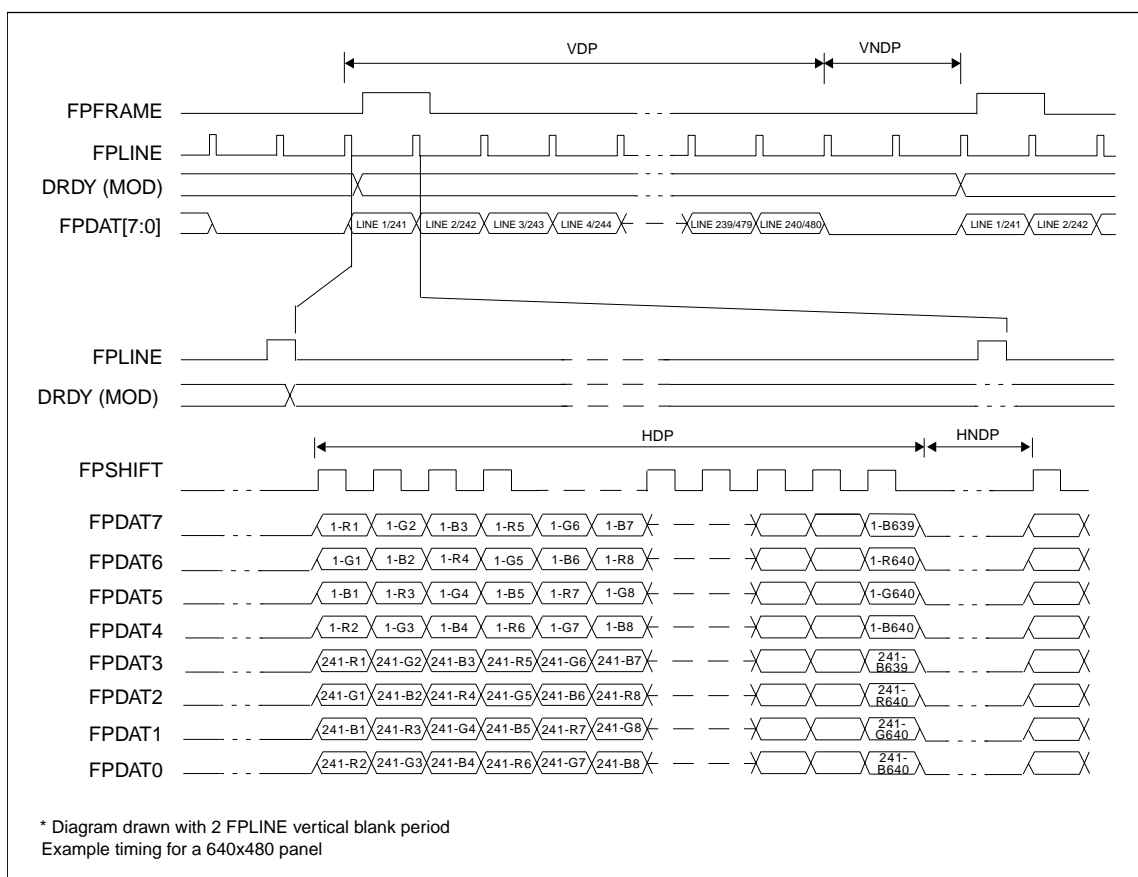 VDP VNDP
FPFRAME
FPLINE
DRDY (MOD)
FPDAT[7:0] LINE 1/241 LINE 2/242 LINE 3/243 LINE 4/244 LINE 239/479 LINE 240/480 LINE 1/241 LINE 2/242
FPLINE
DRDY (MOD)
HDP HNDP
FPSHIFT
FPDAT7 1-R1 1-G2 1-B3 1-R5 1-G6 1-B7 1-B639
FPDAT6 1-G1 1-B2 1-R4 1-G5 1-B6 1-R8 1-R640
FPDAT5 1-B1 1-R3 1-G4 1-B5 1-R7 1-G8 1-G640
FPDAT4 1-R2 1-G3 1-B4 1-R6 1-G7 1-B8 1-B640
FPDAT3 241-R1 241-G2 241-B3 241-R5 241-G6 241-B7 241-B639
FPDAT2 241-G1 241-B2 241-R4 241-G5 241-B6 241-R8 241-R640
FPDAT1 241-B1 241-R3 241-G4 241-B5 241-R7 241-G8 241-G640
FPDAT0 241-R2 241-G3 241-B4 241-R6 241-G7 241-B8 241-B640
* Diagram drawn with 2 FPLINE vertical blank period
Example timing for a 640x480 panel